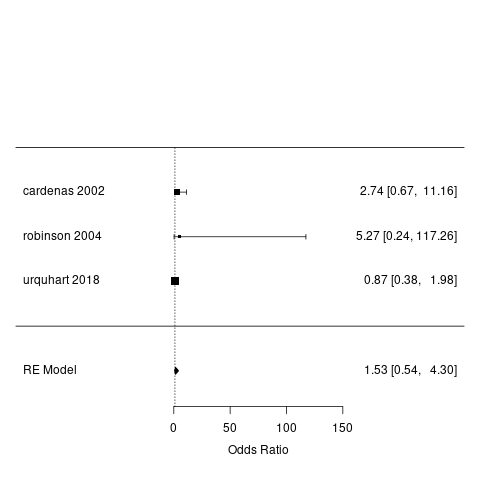 cardenas 2002 2.74 [0.67, 11.16]
robinson 2004 5.27 [0.24, 117.26]
urquhart 2018 0.87 [0.38, 1.98]
RE Model 1.53 [0.54, 4.30]
0 50 100 150
Odds Ratio